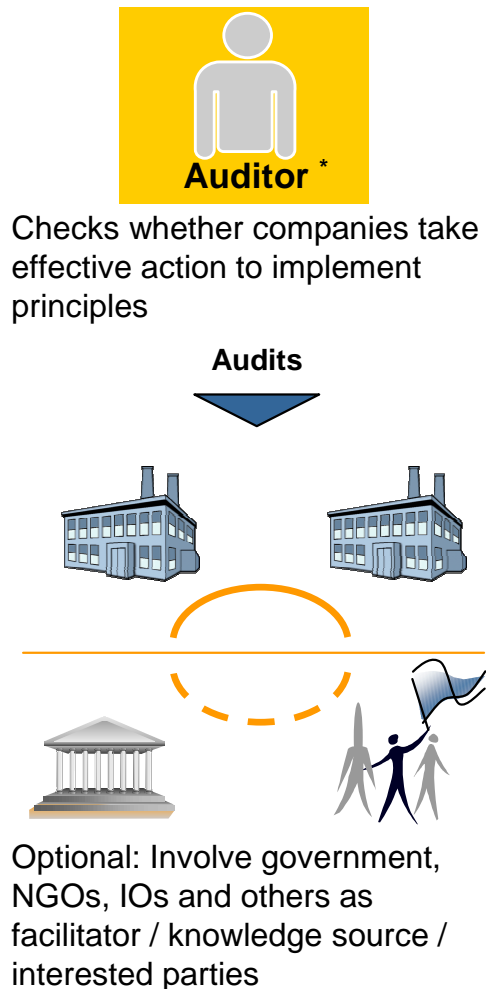 Auditor *
Checks whether companies take
effective action to implement
principles
Audits
Optional: Involve government,
NGOs, IOs and others as
facilitator / knowledge source /
interested parties